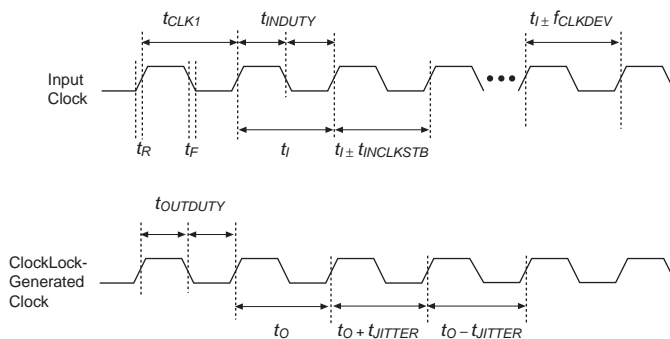 tCLK1 tINDUTY tI ± fCLKDEV
Input
Clock
tR tF tI tI ± tINCLKSTB
tOUTDUTY
ClockLock-
Generated
Clock
tO tO + tJITTER tO – tJITTER